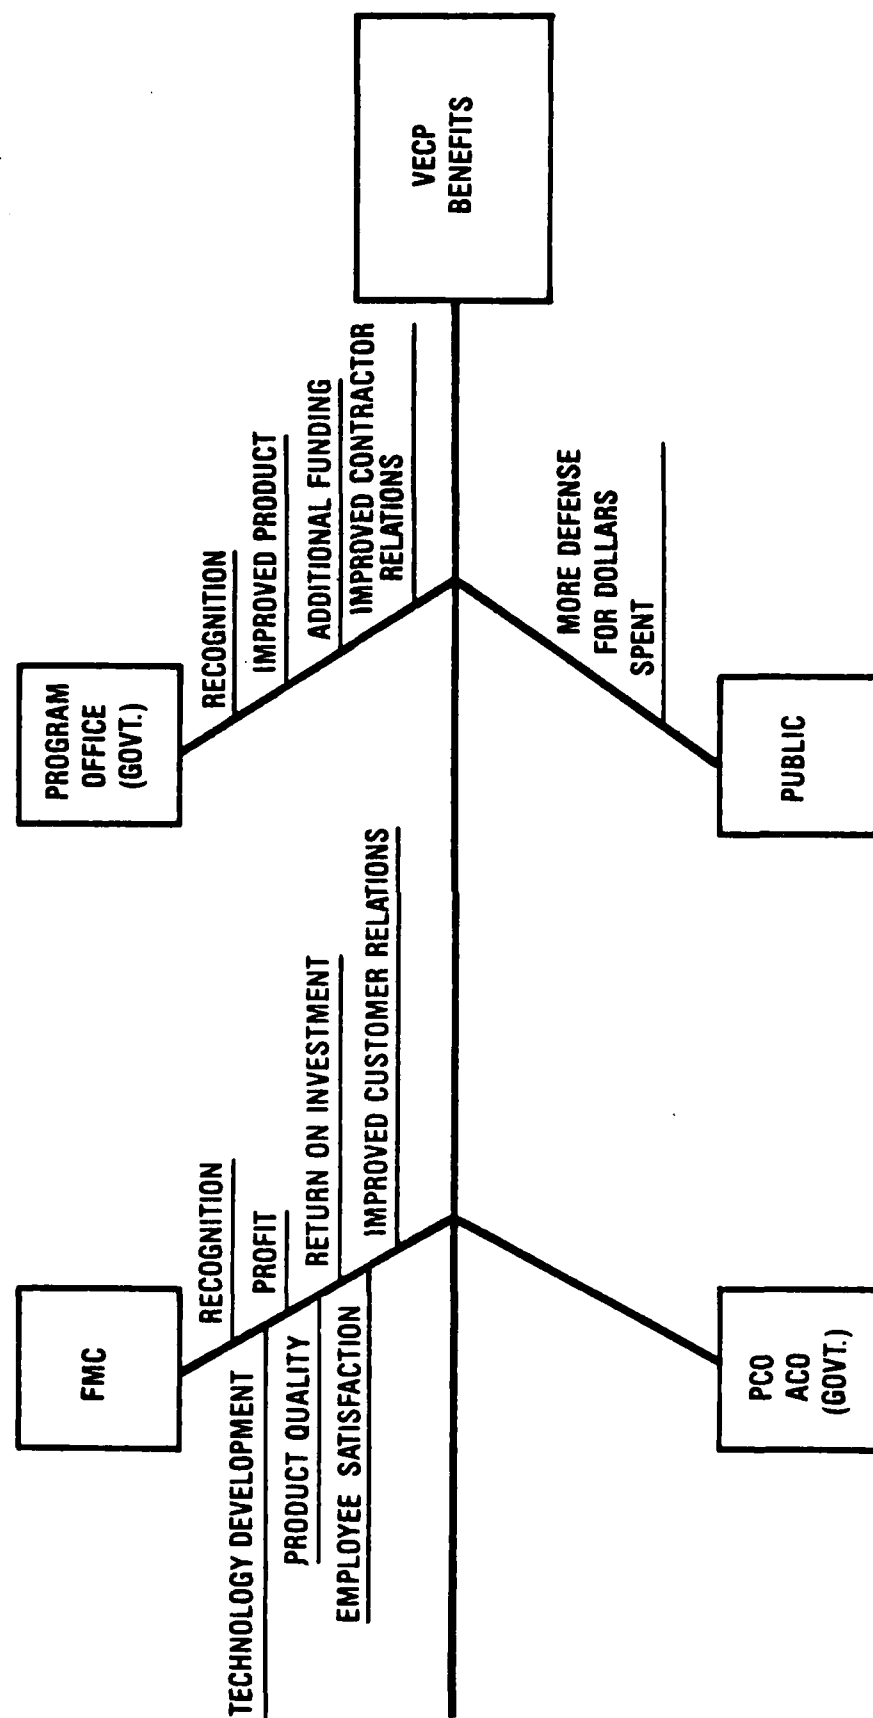 FMC
RECOGNITION
PROFIT
RETURN ON INVESTMENT
IMPROVED CUSTOMER RELATIONS
TECHNOLOGY DEVELOPMENT
PRODUCT QUALITY
EMPLOYEE SATISFACTION
PROGRAM
OFFICE
(GOVT.)
RECOGNITION
IMPROVED PRODUCT
ADDITIONAL FUNDING
IMPROVED CONTRACTOR
RELATIONS
VECP
BENEFITS
PCO
ACO
(GOVT.)
PUBLIC
MORE DEFENSE
FOR DOLLARS
SPENT